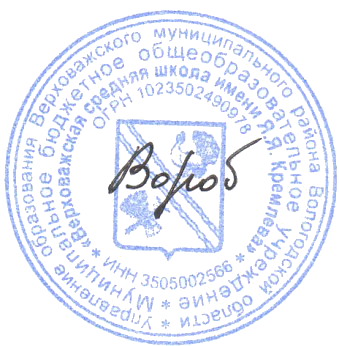 Управление образования Верховажского муниципального района Вологодской области *
Муниципальное бюджетное общеобразовательное учреждение *
«Верховажская средняя школа имени Я.Я. Кремлева»
ОГРН 1023502490978
* ИНН 3505002566 *
Вороб